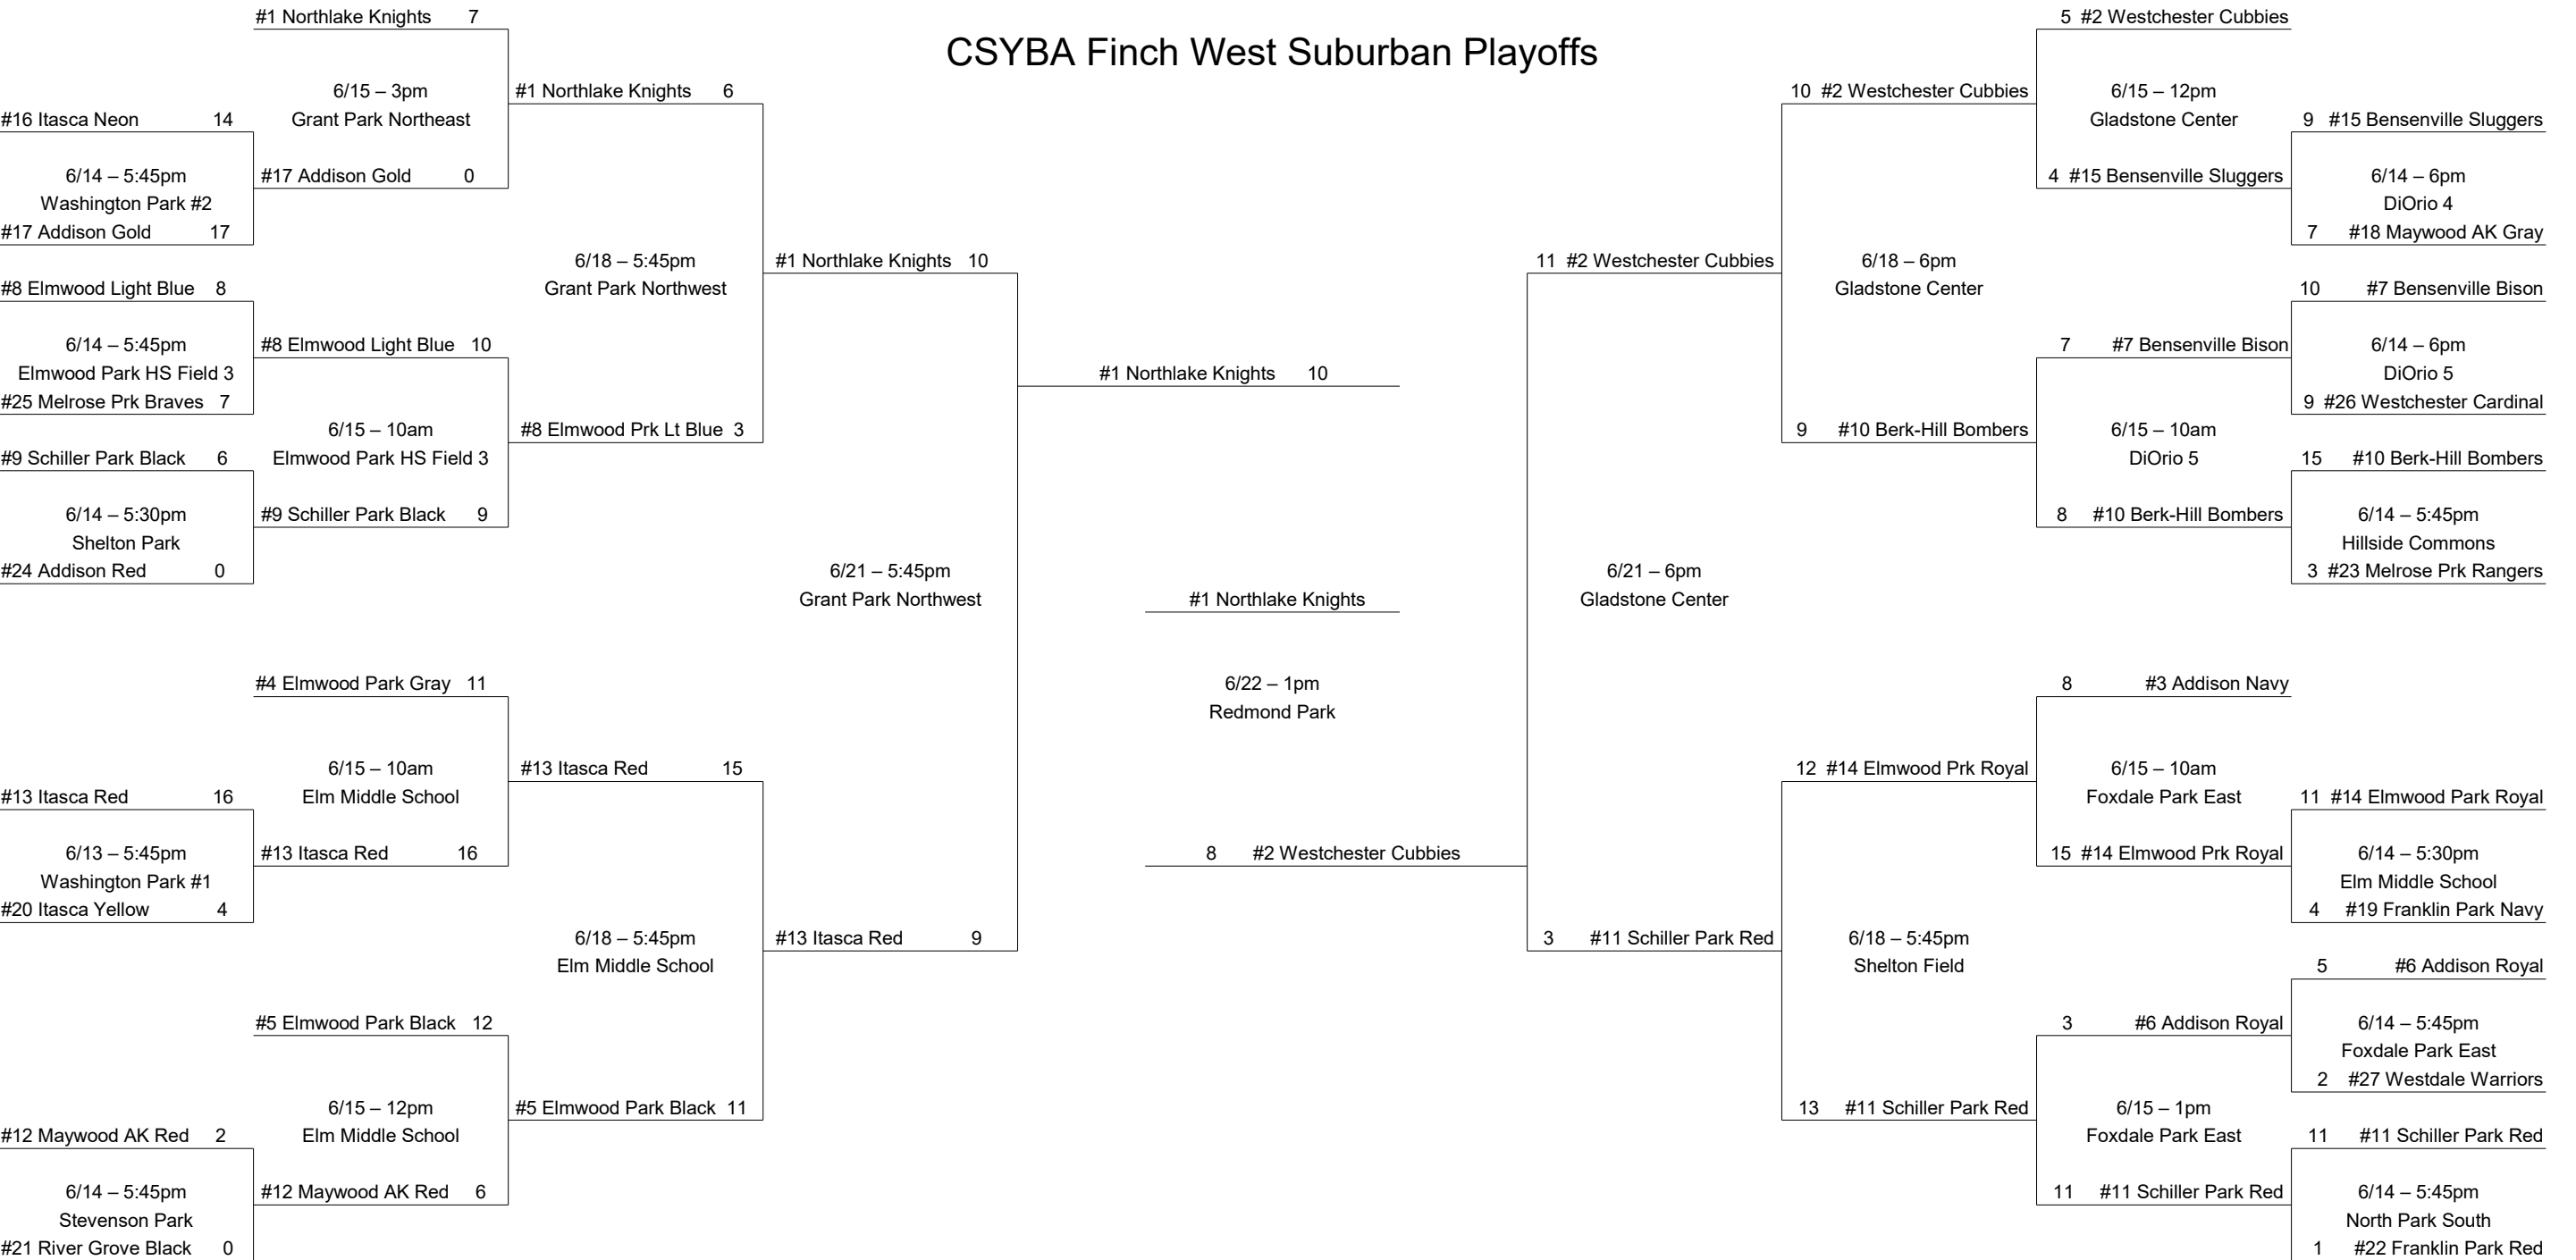 CSYBA Finch West Suburban Playoffs
#1 Northlake Knights 7
6/15 – 3pm
Grant Park Northeast
#16 Itasca Neon 14
6/14 – 5:45pm
Washington Park #2
#17 Addison Gold 17
#17 Addison Gold 0
#8 Elmwood Light Blue 8
6/14 – 5:45pm
Elmwood Park HS Field 3
#25 Melrose Prk Braves 7
#8 Elmwood Light Blue 10
6/15 – 10am
Elmwood Park HS Field 3
#9 Schiller Park Black 6
6/14 – 5:30pm
Shelton Park
#24 Addison Red 0
#9 Schiller Park Black 9
#4 Elmwood Park Gray 11
6/15 – 10am
Elm Middle School
#13 Itasca Red 16
6/13 – 5:45pm
Washington Park #1
#20 Itasca Yellow 4
#13 Itasca Red 16
#5 Elmwood Park Black 12
6/15 – 12pm
Elm Middle School
#12 Maywood AK Red 2
6/14 – 5:45pm
Stevenson Park
#21 River Grove Black 0
#12 Maywood AK Red 6
#1 Northlake Knights 6
6/18 – 5:45pm
Grant Park Northwest
#8 Elmwood Prk Lt Blue 3
#13 Itasca Red 15
6/18 – 5:45pm
Elm Middle School
#5 Elmwood Park Black 11
#1 Northlake Knights 10
6/21 – 5:45pm
Grant Park Northwest
#13 Itasca Red 9
#1 Northlake Knights 10
#1 Northlake Knights
6/22 – 1pm
Redmond Park
8 #2 Westchester Cubbies
11 #2 Westchester Cubbies
6/21 – 6pm
Gladstone Center
3 #11 Schiller Park Red
10 #2 Westchester Cubbies
6/18 – 6pm
Gladstone Center
9 #10 Berk-Hill Bombers
12 #14 Elmwood Prk Royal
6/18 – 5:45pm
Shelton Field
13 #11 Schiller Park Red
5 #2 Westchester Cubbies
6/15 – 12pm
Gladstone Center
4 #15 Bensenville Sluggers
9 #15 Bensenville Sluggers
6/14 – 6pm
DiOrio 4
7 #18 Maywood AK Gray
10 #7 Bensenville Bison
7 #7 Bensenville Bison
6/14 – 6pm
DiOrio 5
9 #26 Westchester Cardinal
6/15 – 10am
DiOrio 5
15 #10 Berk-Hill Bombers
8 #10 Berk-Hill Bombers
6/14 – 5:45pm
Hillside Commons
3 #23 Melrose Prk Rangers
8 #3 Addison Navy
6/15 – 10am
Foxdale Park East
11 #14 Elmwood Park Royal
15 #14 Elmwood Prk Royal
6/14 – 5:30pm
Elm Middle School
4 #19 Franklin Park Navy
5 #6 Addison Royal
3 #6 Addison Royal
6/14 – 5:45pm
Foxdale Park East
2 #27 Westdale Warriors
6/15 – 1pm
Foxdale Park East
11 #11 Schiller Park Red
11 #11 Schiller Park Red
6/14 – 5:45pm
North Park South
1 #22 Franklin Park Red